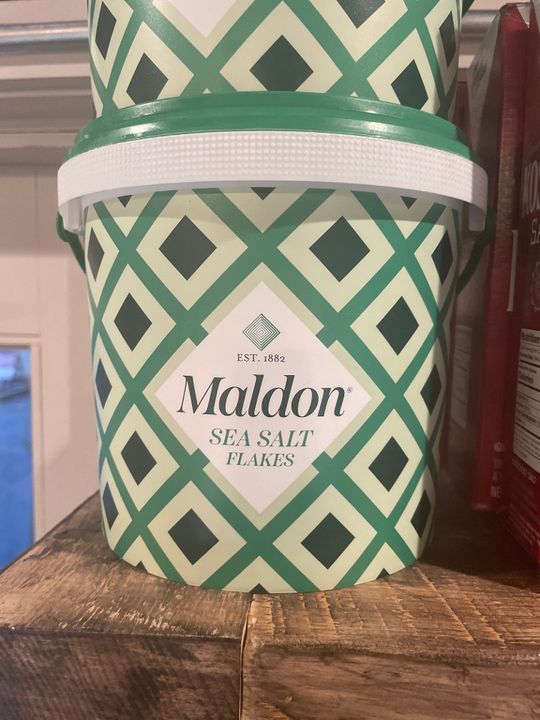 EST. 1882
Maldon®
SEA SALT
FLAKES